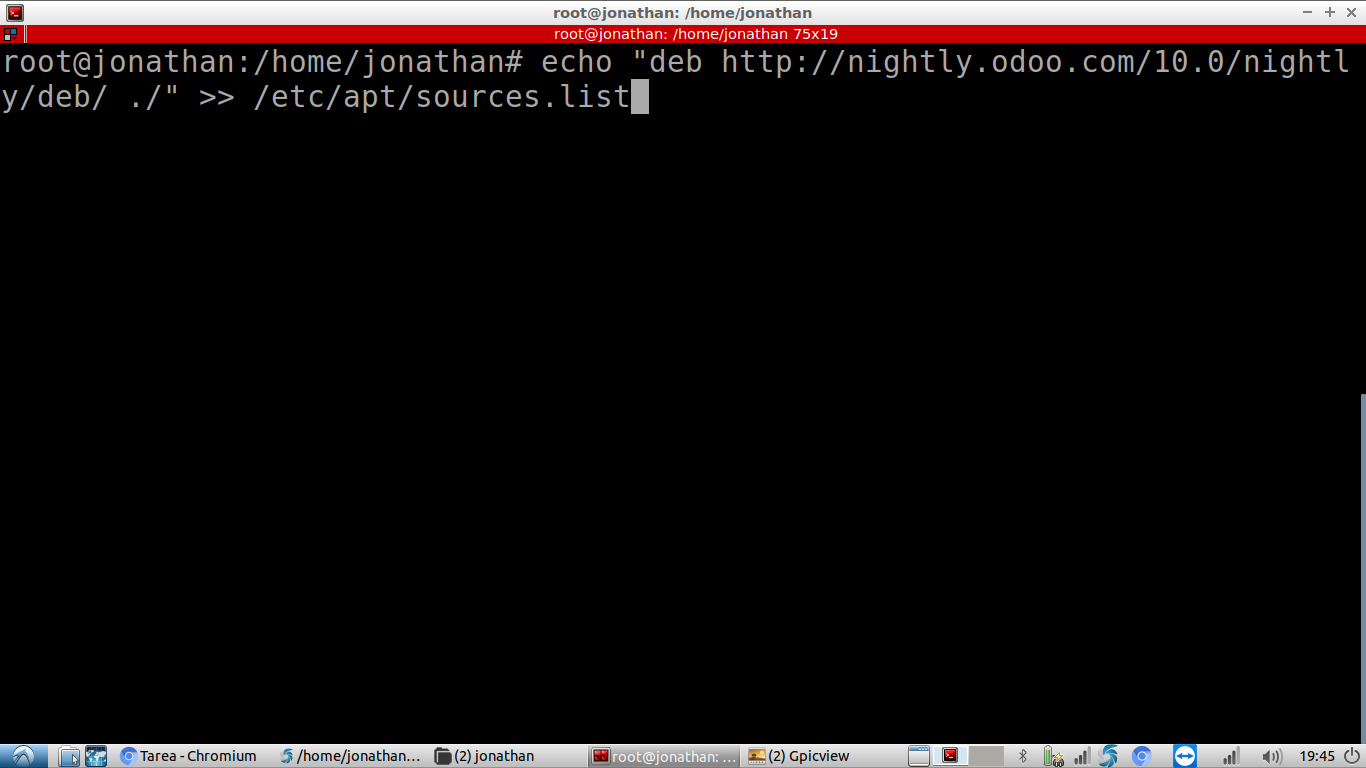 root@jonathan: /home/jonathan
root@jonathan: /home/jonathan 75x19
root@jonathan:/home/jonathan# echo "deb http://nightly.odoo.com/10.0/nightl
y/deb/ ./" >> /etc/apt/sources.list
Tarea - Chromium
/home/jonathan...
(2) jonathan
root@jonathan: ...
(2) Gpicview
19:45